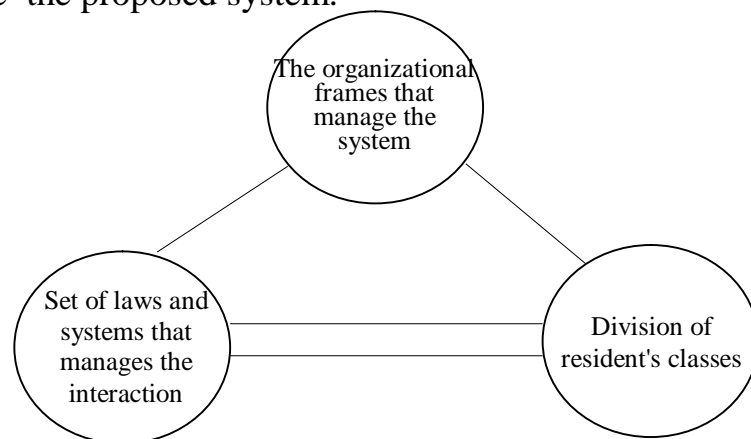 the proposed system.
The organizational
frames that
manage the
system
Set of laws and
systems that
manages the
interaction
Division of
resident's classes